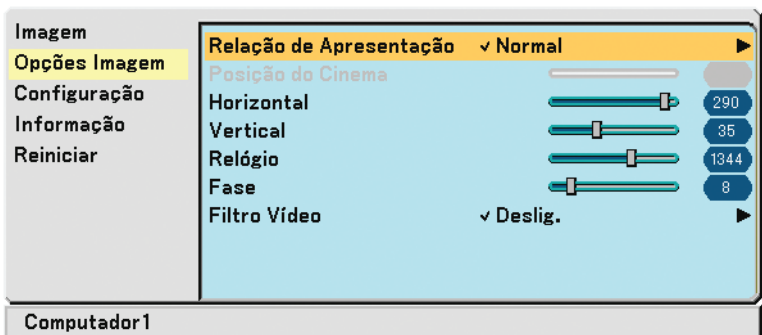 Imagem
Opções Imagem
Configuração
Informação
Reiniciar
Relação de Apresentação ✓ Normal
Posição do Cinema
Horizontal 290
Vertical 35
Relógio 1344
Fase 8
Filtro Vídeo ✓ Deslig.
Computador1